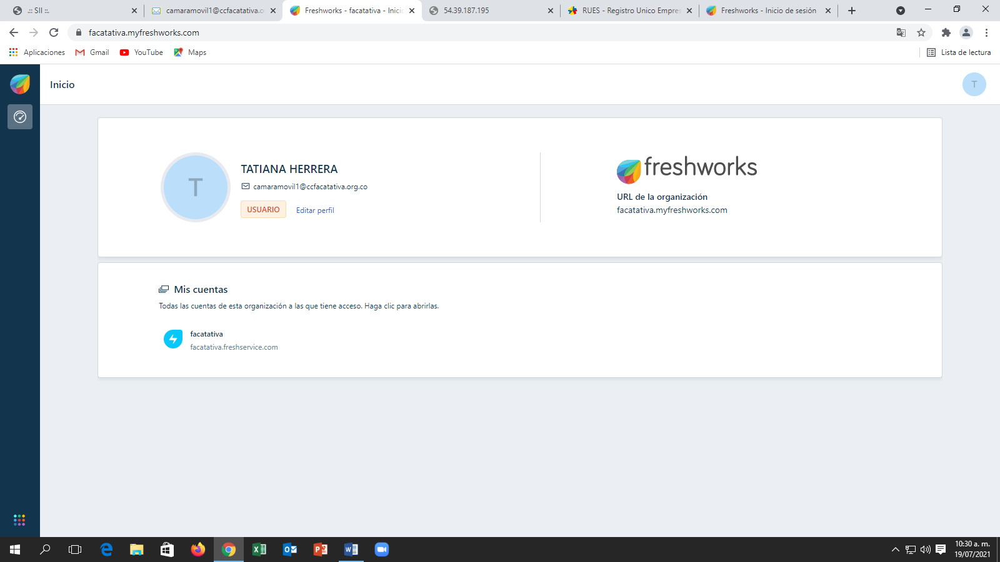 .:: SII ::.
camaramovil1@ccfacatativa.o
Freshworks - facatativa - Inicio
54.39.187.195
RUES - Registro Unico Empres
Freshworks - Inicio de sesión
facatativa.myfreshworks.com
Aplicaciones
Gmail
YouTube
Maps
Lista de lectura
Inicio
T
T
TATIANA HERRERA
camaramovil1@ccfacatativa.org.co
USUARIO
Editar perfil
freshworks
URL de la organización
facatativa.myfreshworks.com
Mis cuentas
Todas las cuentas de esta organización a las que tiene acceso. Haga clic para abrirlas.
facatativa
facatativa.freshservice.com
10:30 a. m.
19/07/2021